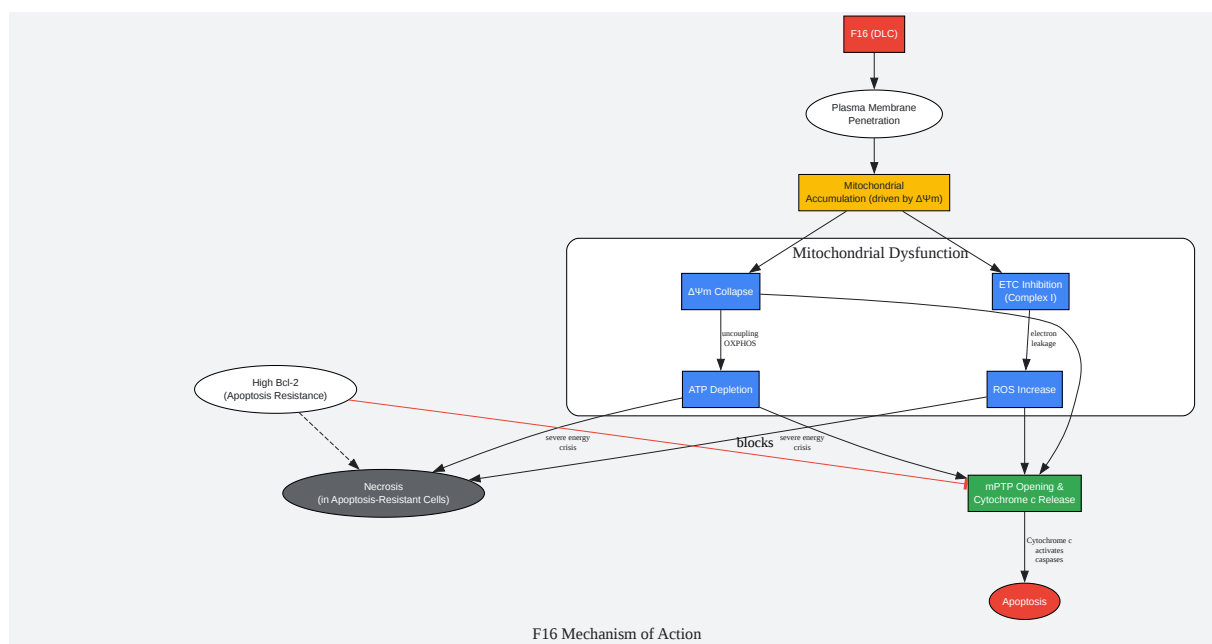 F16 (DLC)
Plasma Membrane
Penetration
Mitochondrial
Accumulation (driven by ΔΨm)
Mitochondrial Dysfunction
ΔΨm Collapse
ETC Inhibition
(Complex I)
uncoupling
OXPHOS
electron
leakage
High Bcl-2
(Apoptosis Resistance)
ATP Depletion
ROS Increase
severe energy
crisis
blocks
severe energy
crisis
Necrosis
(in Apoptosis-Resistant Cells)
mPTP Opening &
Cytochrome c Release
Cytochrome c
activates
caspases
Apoptosis
F16 Mechanism of Action